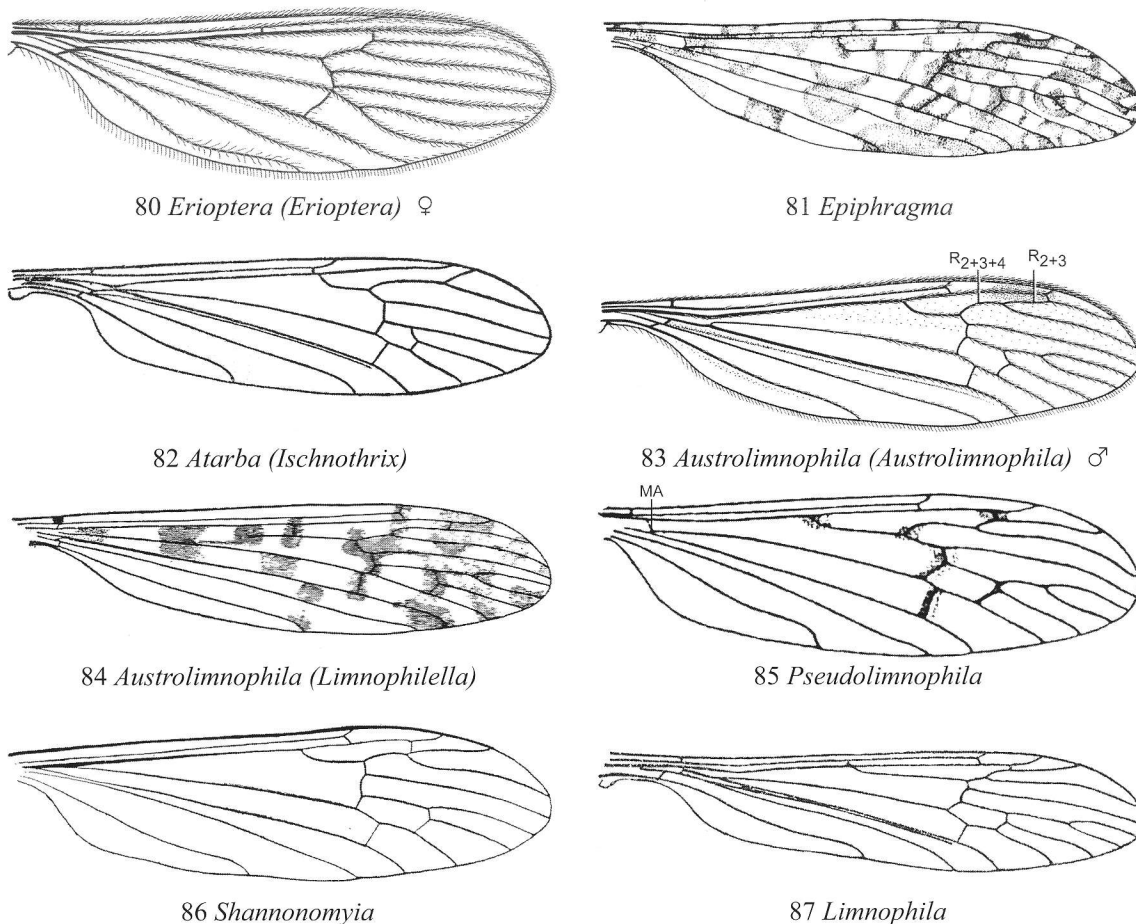 80 Erioptera (Erioptera) ♀
81 Epiphragma
82 Atarba (Ischnothrix)
R2+3+4 R2+3
83 Austrolimnophila (Austrolimnophila) ♂
84 Austrolimnophila (Limnophilella)
MA
85 Pseudolimnophila
86 Shannonomyia
87 Limnophila